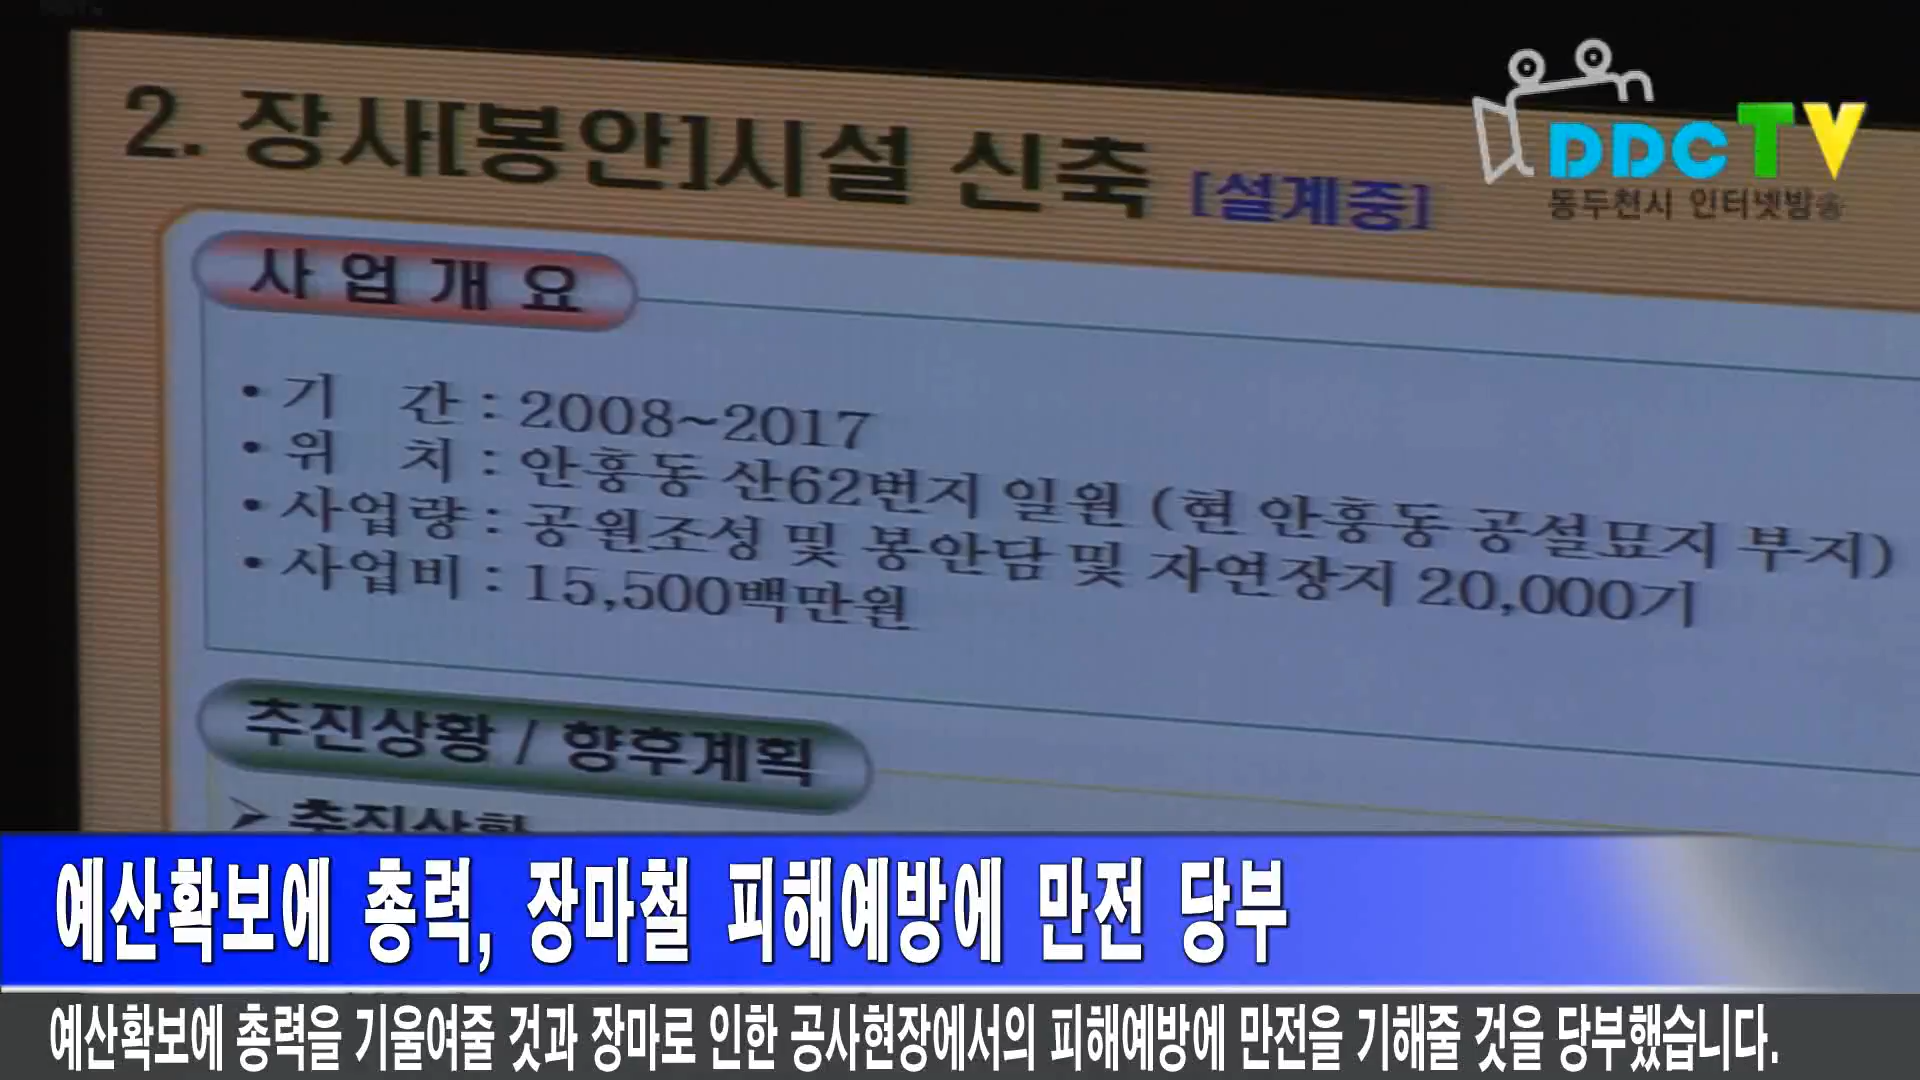 2. 장사[봉안]시설 신축 [설계중]
DDCTV
동두천시 인터넷방송
사 업 개 요
• 기 간 : 2008~2017
• 위 치 : 안흥동 산62번지 일원 (현 안흥동 공설묘지 부지)
• 사업량 : 공원조성 및 봉안담 및 자연장지 20,000기
• 사업비 : 15,500백만원
추진상황 / 향후계획
➢ 추진상황
예산확보에 총력, 장마철 피해예방에 만전 당부
예산확보에 총력을 기울여줄 것과 장마로 인한 공사현장에서의 피해예방에 만전을 기해줄 것을 당부했습니다.